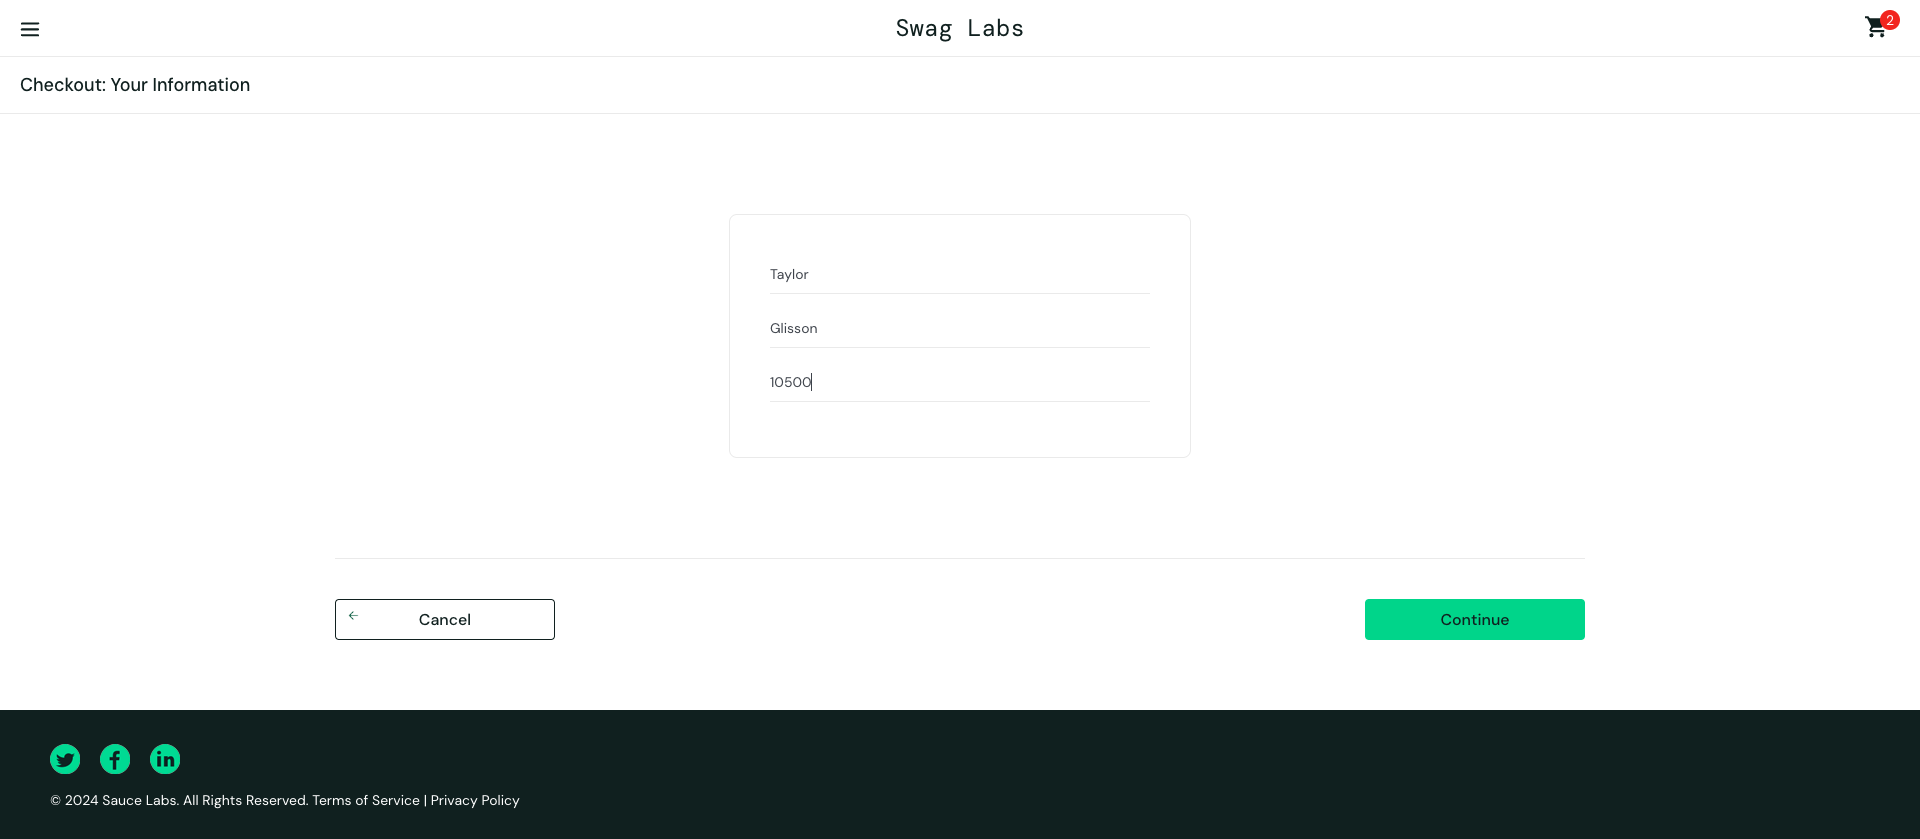 Swag Labs
2
Checkout: Your Information
Taylor
Glisson
10500
Cancel
Continue
© 2024 Sauce Labs. All Rights Reserved. Terms of Service | Privacy Policy